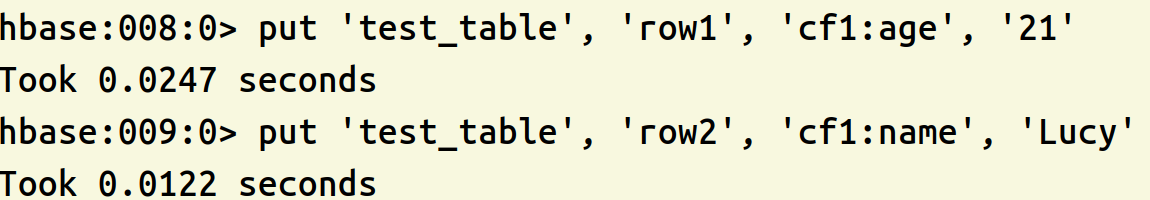 hbase:008:0> put 'test_table', 'row1', 'cf1:age', '21'
Took 0.0247 seconds
hbase:009:0> put 'test_table', 'row2', 'cf1:name', 'Lucy'
Took 0.0122 seconds